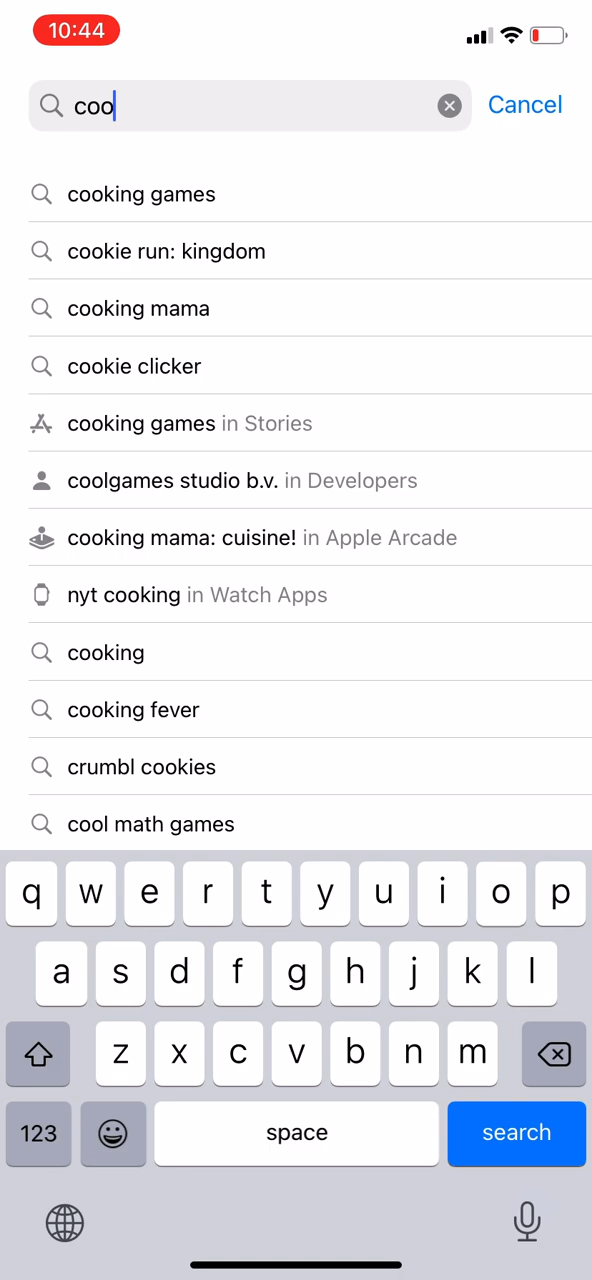 10:44
coo
Cancel
cooking games
cookie run: kingdom
cooking mama
cookie clicker
cooking games in Stories
coolgames studio b.v. in Developers
cooking mama: cuisine! in Apple Arcade
nyt cooking in Watch Apps
cooking
cooking fever
crumbl cookies
cool math games
q w e r t y u i o p
a s d f g h j k l
z x c v b n m
123 space search